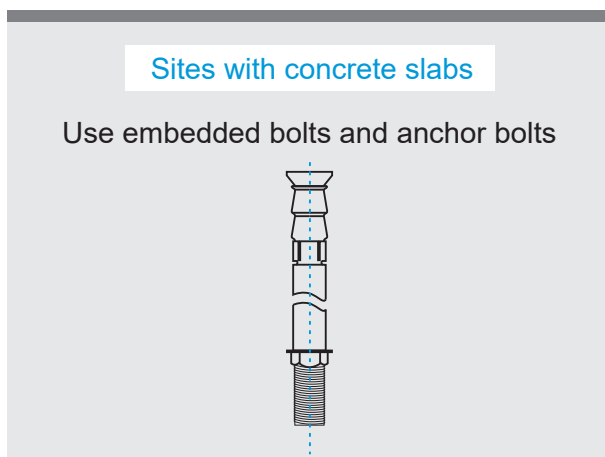 Sites with concrete slabs
Use embedded bolts and anchor bolts